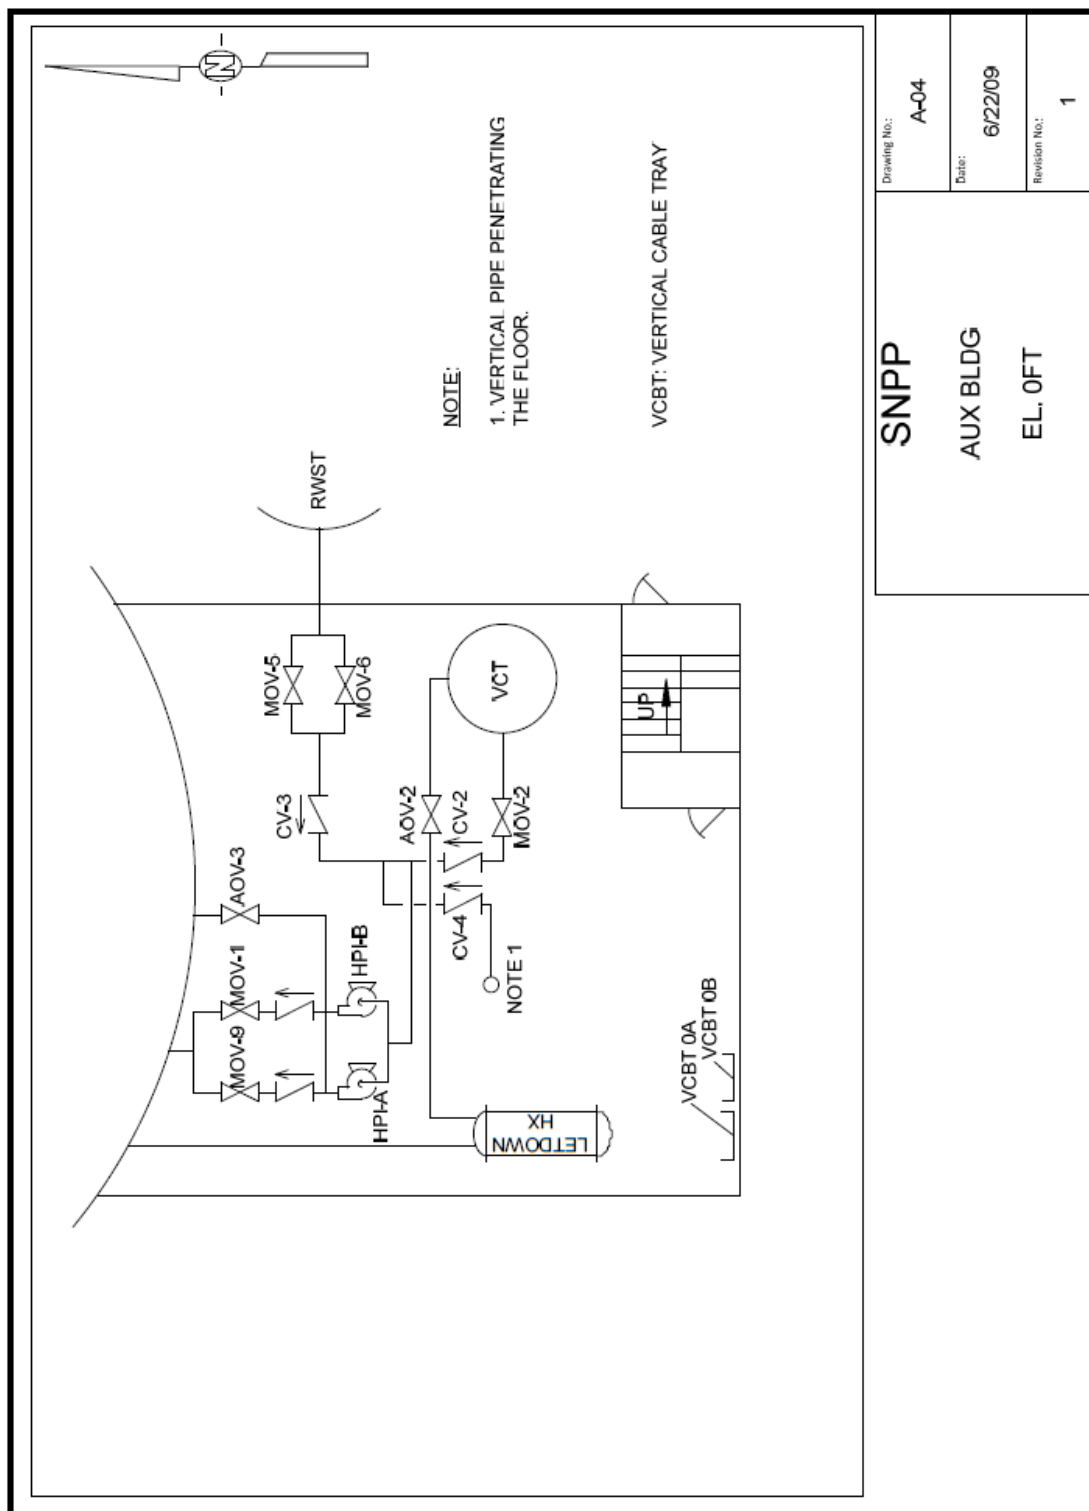 N
NOTE:
1. VERTICAL PIPE PENETRATING
THE FLOOR.
VCBT: VERTICAL CABLE TRAY
RWST
MOV-5
MOV-6
VCT
UP
CV-3
AOV-2
CV-2
MOV-2
AOV-3
MOV-1
MOV-9
HPI-B
HPI-A
CV-4
NOTE 1
VCBT 0A
VCBT 0B
LETDOWN
HX
SNPP
AUX BLDG
EL. 0FT
Drawing No.:
A-04
Date:
6/22/09
Revision No.:
1